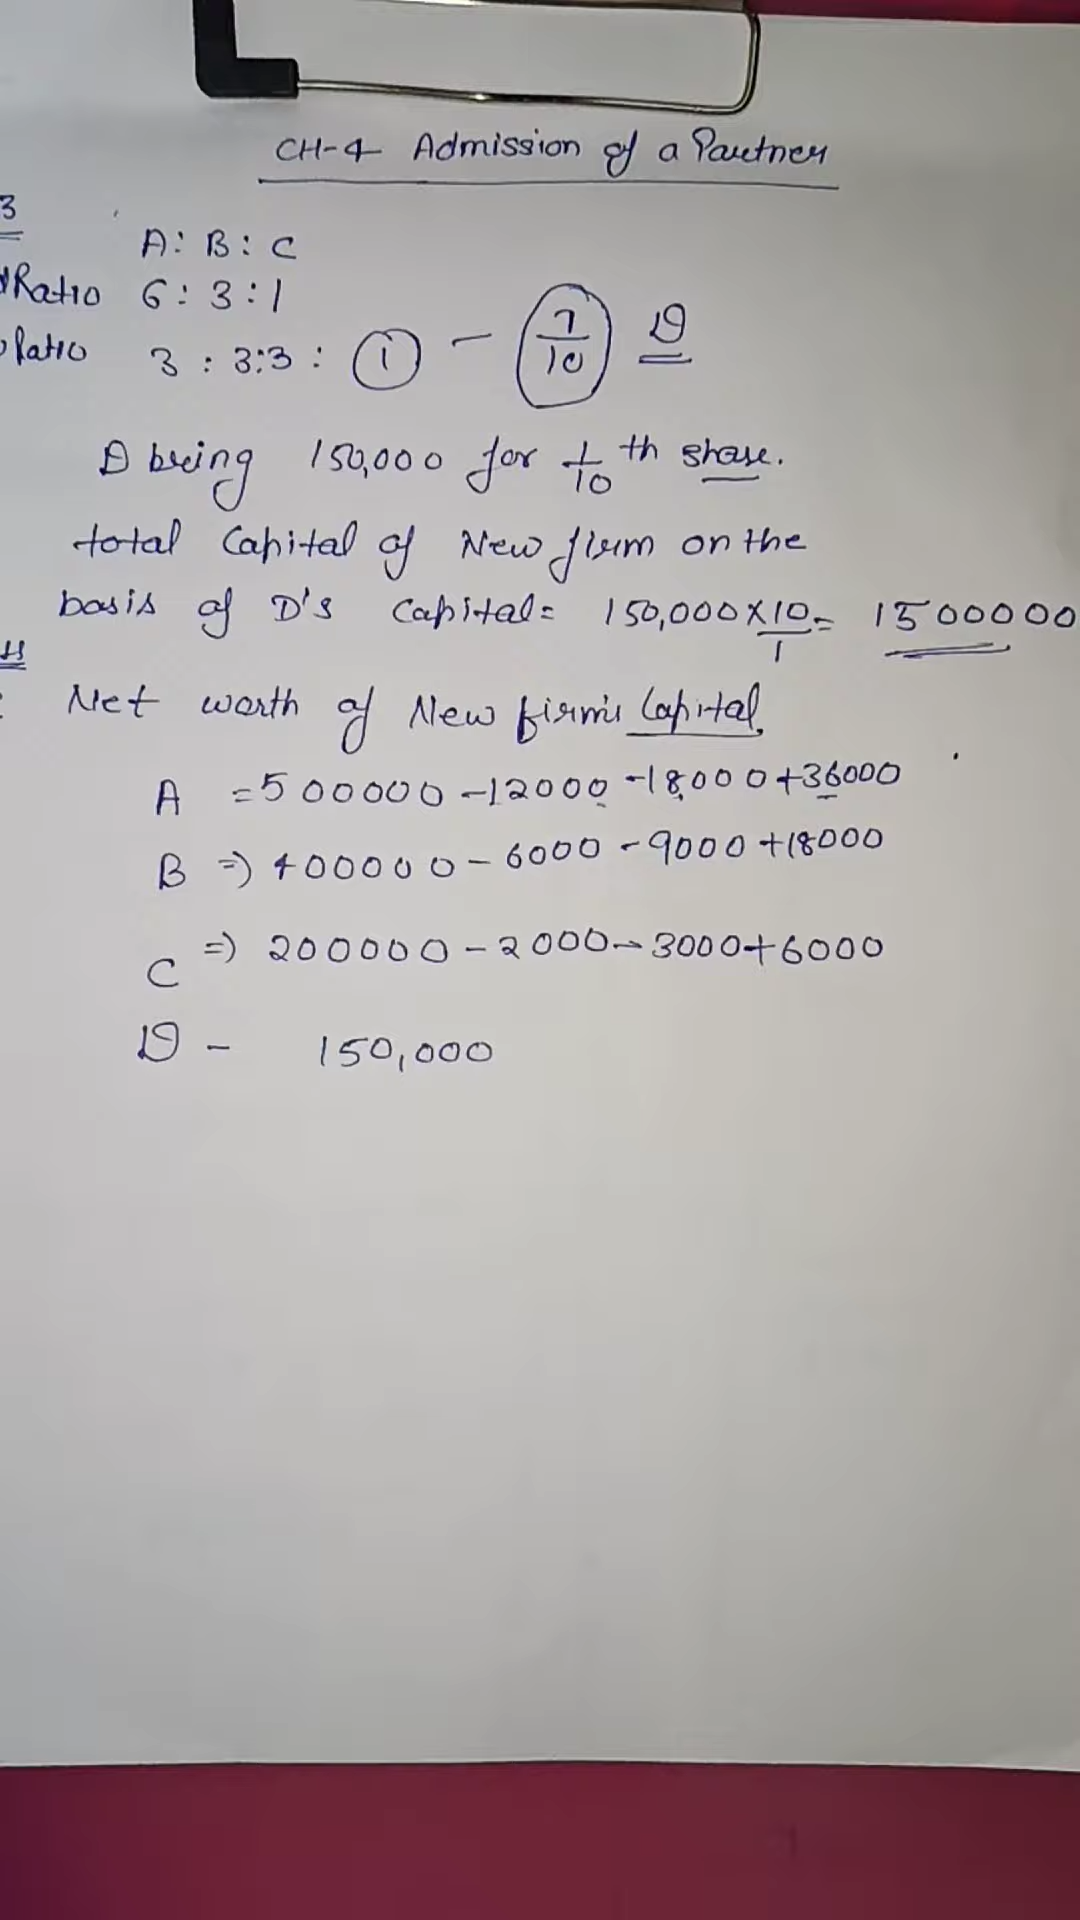 CH-4 Admission of a Partner
3
A: B: C
Ratio 6: 3:1
Ratio 3 : 3:3 : 1 - 1/10 D
D being 150,000 for 1/10 th share.
total Capital of New firm on the
basis of D's Capital= 150,000×10/1= 1500000
Net worth of New firm's Capital.
A =500000-12000-18000+36000
B => 400000-6000-9000+18000
C => 200000-2000-3000+6000
D - 150,000